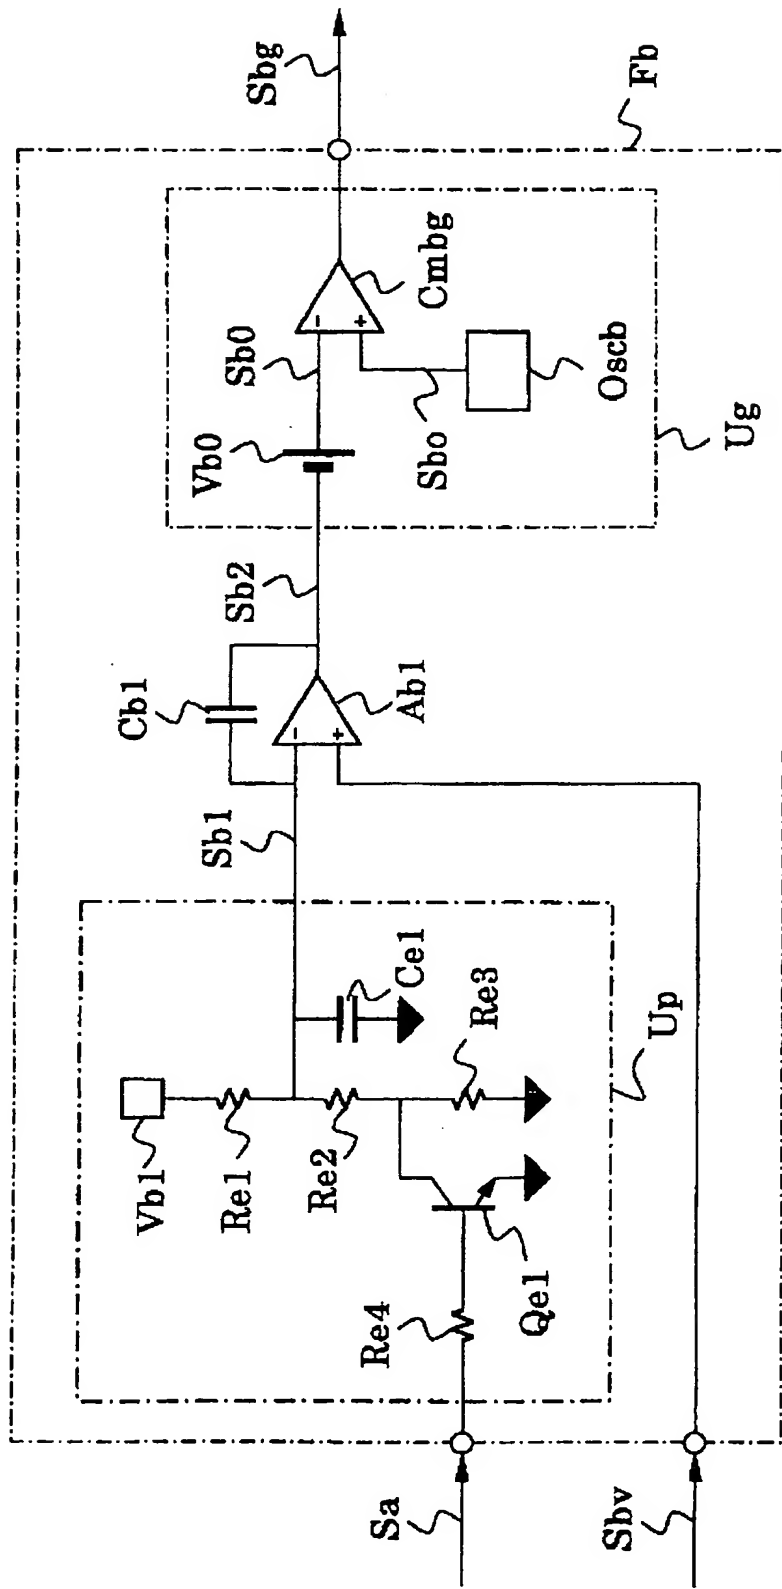 Sa
Sbv
Vb1
Re1
Re2
Re4
Qe1
Ce1
Re3
Up
Sb1
Cb1
-
+
Ab1
Sb2
Vb0
Sb0
-
+
Cmbg
Sbo
Oscb
Ug
Sbg
Fb